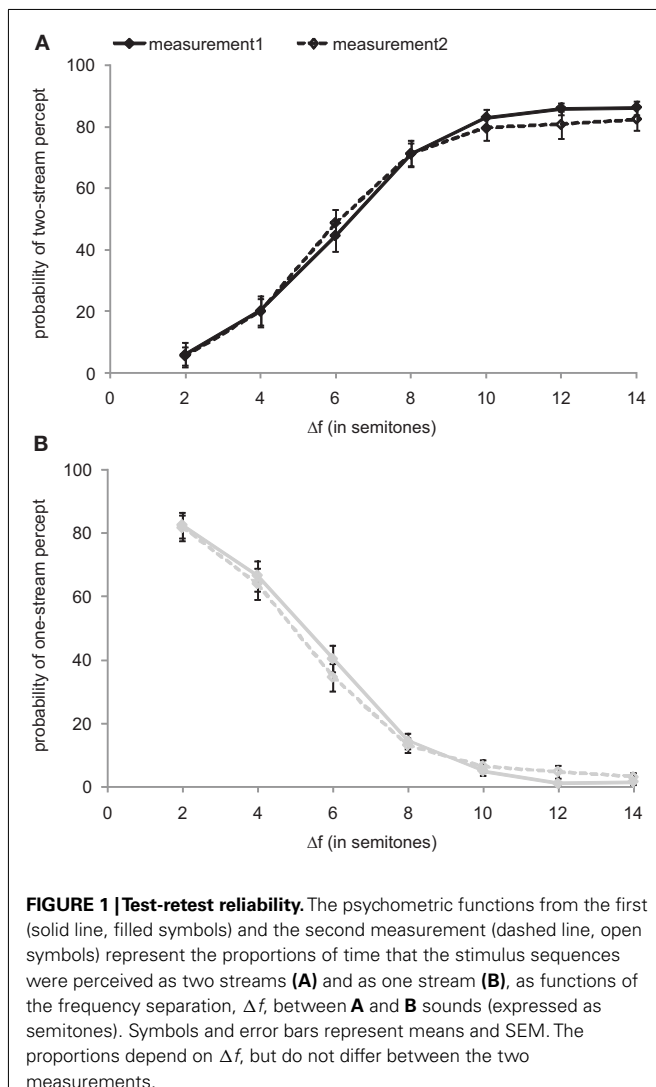 A
measurement1 measurement2
100
80
60
40
20
0
probability of two-stream percept
0 2 4 6 8 10 12 14
Δf (in semitones)
B
100
80
60
40
20
0
probability of one-stream percept
0 2 4 6 8 10 12 14
Δf (in semitones)
FIGURE 1 | Test-retest reliability. The psychometric functions from the first
(solid line, filled symbols) and the second measurement (dashed line, open
symbols) represent the proportions of time that the stimulus sequences
were perceived as two streams (A) and as one stream (B), as functions of
the frequency separation, Δf, between A and B sounds (expressed as
semitones). Symbols and error bars represent means and SEM. The
proportions depend on Δf, but do not differ between the two
measurements.